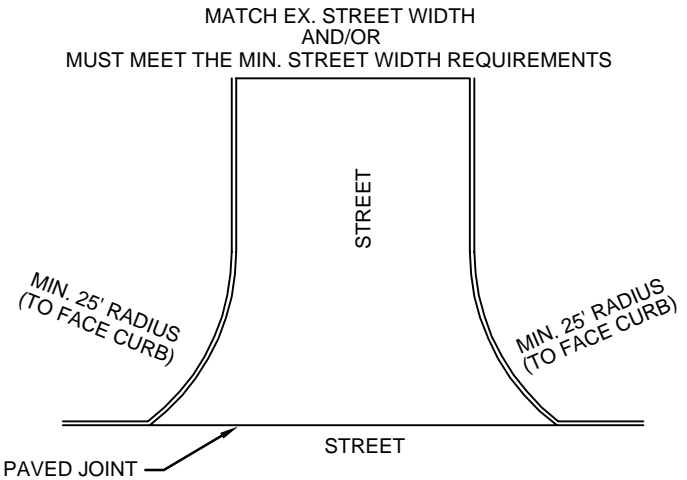 MATCH EX. STREET WIDTH
AND/OR
MUST MEET THE MIN. STREET WIDTH REQUIREMENTS
STREET
MIN. 25' RADIUS
(TO FACE CURB)
MIN. 25' RADIUS
(TO FACE CURB)
STREET
PAVED JOINT